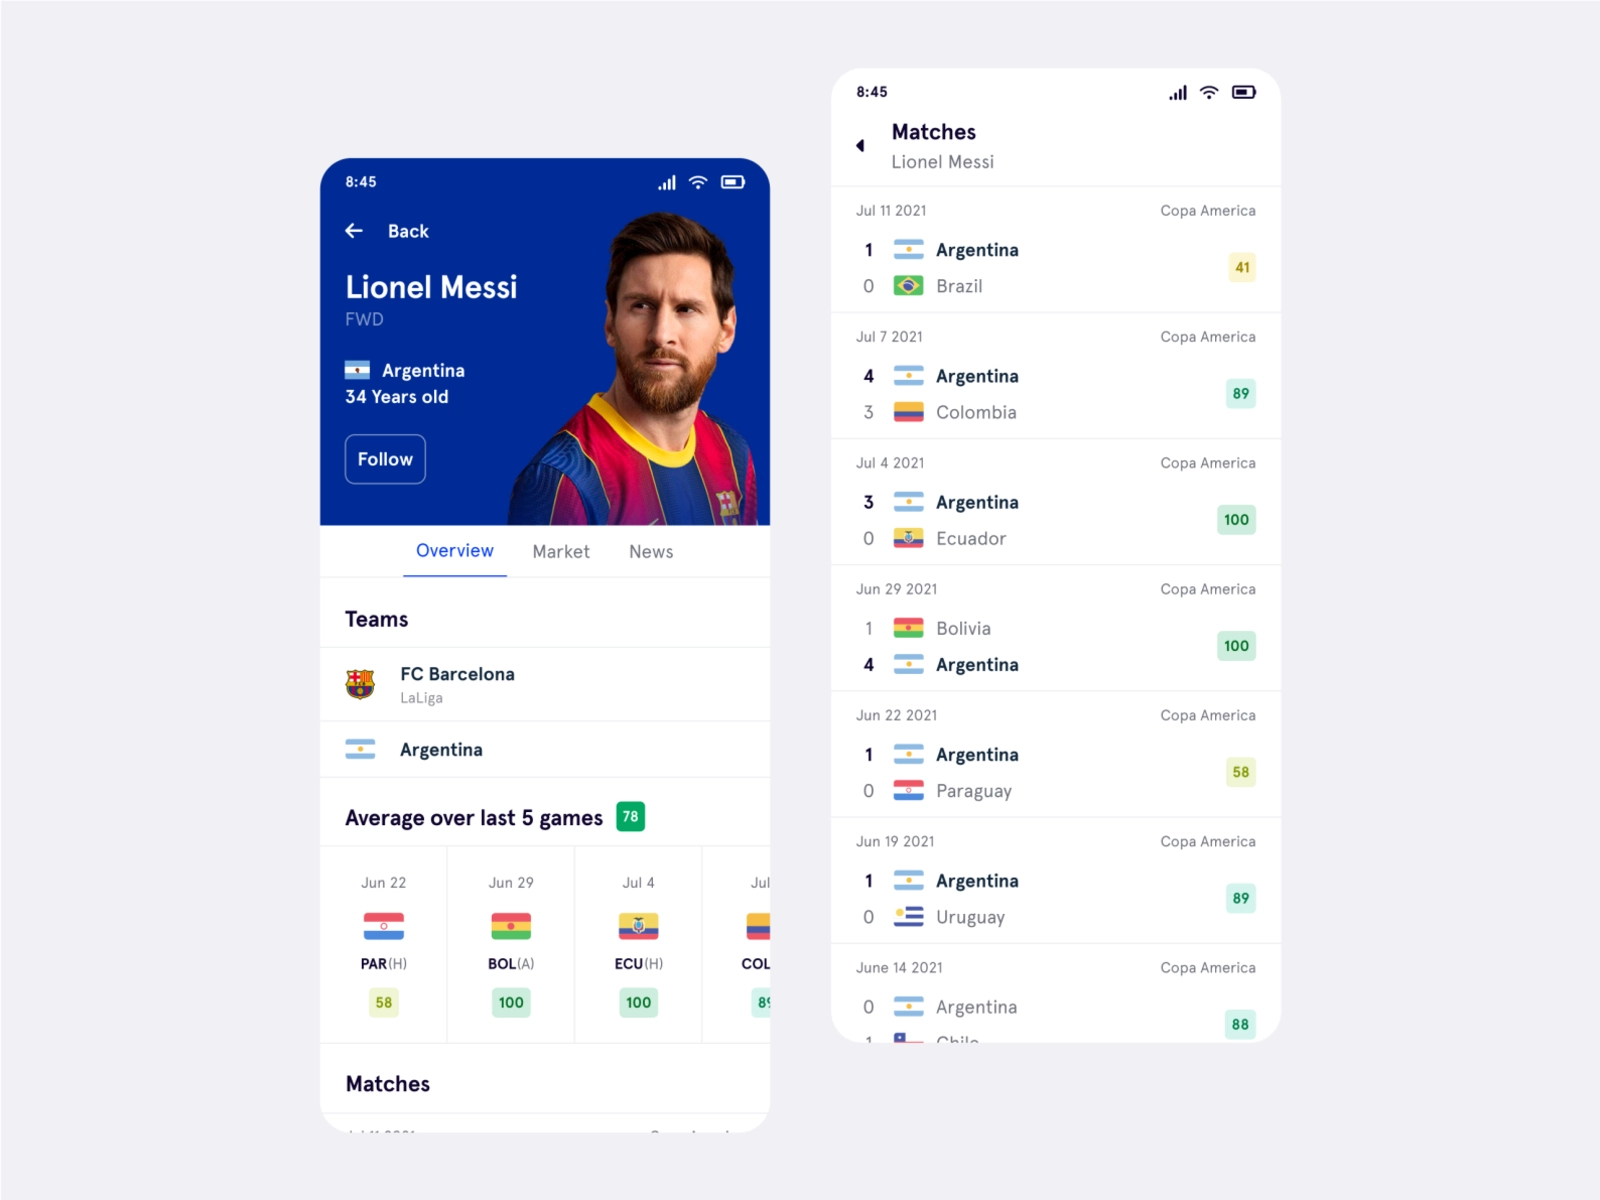 8:45
Back
Lionel Messi
FWD
Argentina
34 Years old
Follow
Overview Market News
Teams
FC Barcelona
LaLiga
Argentina
Average over last 5 games 78
Jun 22 Jun 29 Jul 4 Jul
PAR(H) BOL(A) ECU(H) COL
58 100 100 89
Matches
8:45
Matches
Lionel Messi
Jul 11 2021 Copa America
1 Argentina
41
0 Brazil
Jul 7 2021 Copa America
4 Argentina
89
3 Colombia
Jul 4 2021 Copa America
3 Argentina
100
0 Ecuador
Jun 29 2021 Copa America
1 Bolivia
100
4 Argentina
Jun 22 2021 Copa America
1 Argentina
58
0 Paraguay
Jun 19 2021 Copa America
1 Argentina
89
0 Uruguay
June 14 2021 Copa America
0 Argentina
88
1 Chile